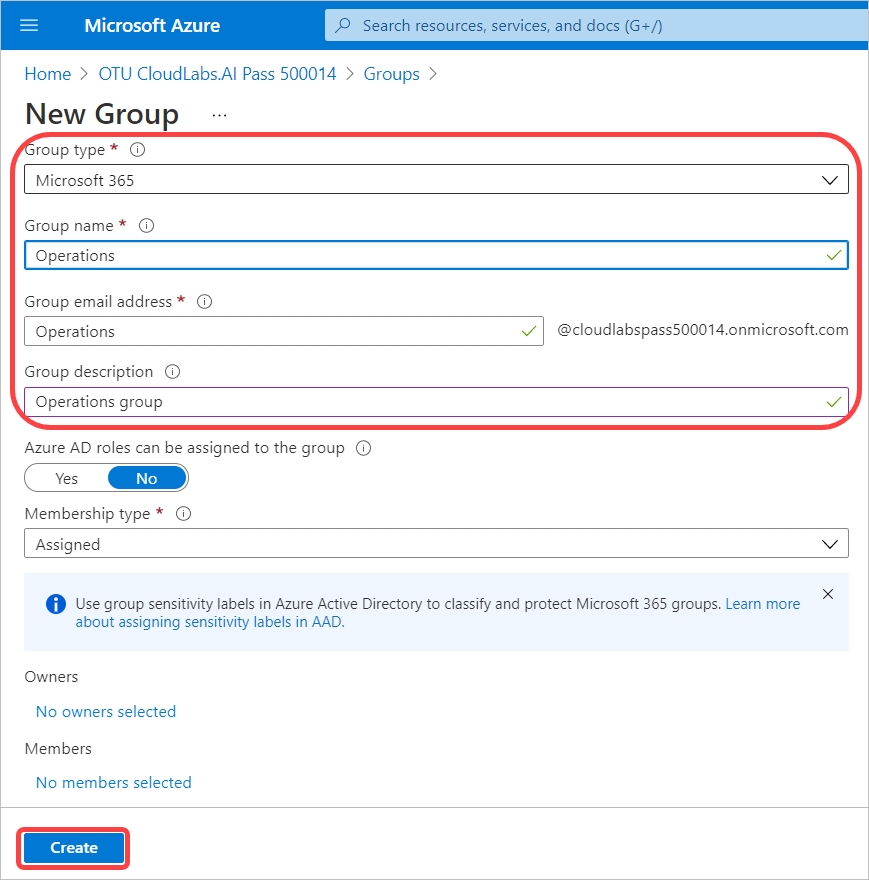 Microsoft Azure
Search resources, services, and docs (G+/)
Home > OTU CloudLabs.AI Pass 500014 > Groups >
New Group ...
Group type *
Microsoft 365
Group name *
Operations
Group email address *
Operations @cloudlabspass500014.onmicrosoft.com
Group description
Operations group
Azure AD roles can be assigned to the group
Yes No
Membership type *
Assigned
Use group sensitivity labels in Azure Active Directory to classify and protect Microsoft 365 groups. Learn more
about assigning sensitivity labels in AAD.
Owners
No owners selected
Members
No members selected
Create